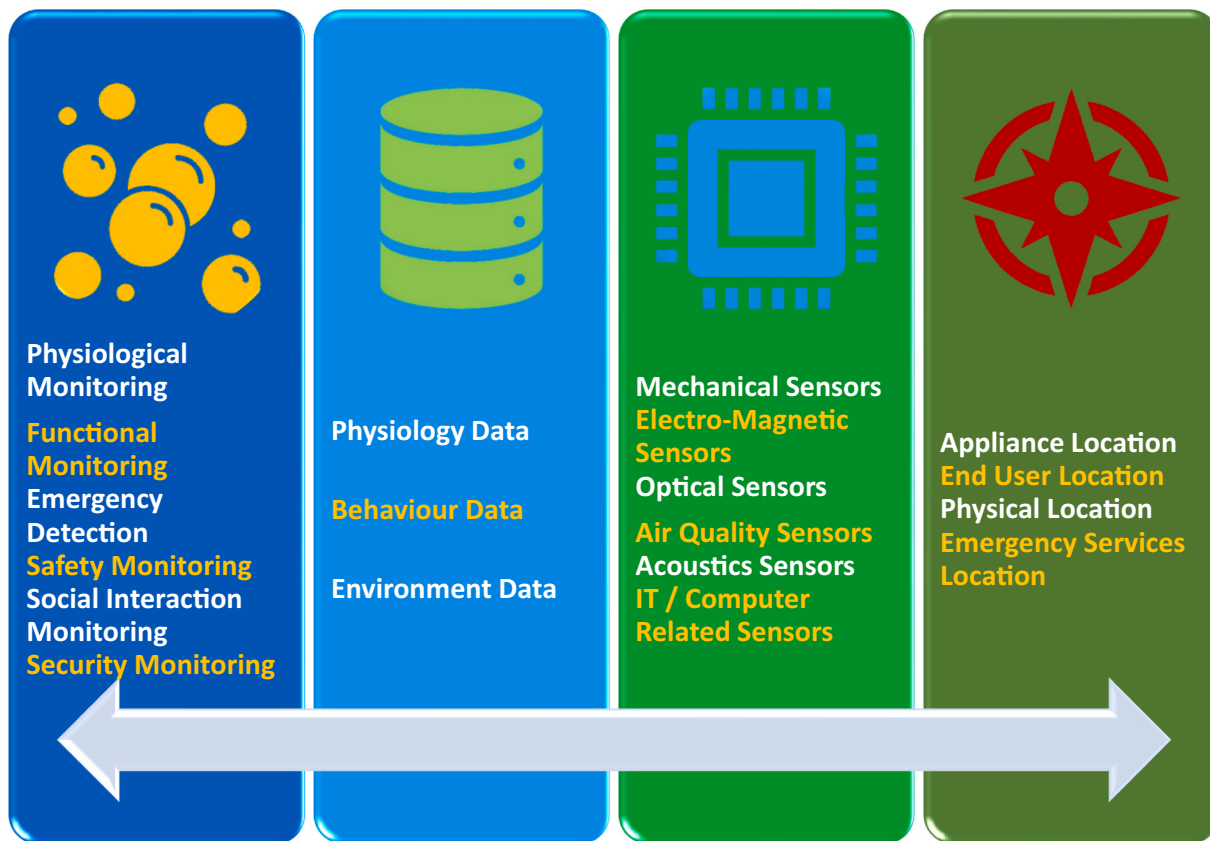 Physiological
Monitoring
Functional
Monitoring
Emergency
Detection
Safety Monitoring
Social Interaction
Monitoring
Security Monitoring
Physiology Data
Behaviour Data
Environment Data
Mechanical Sensors
Electro-Magnetic
Sensors
Optical Sensors
Air Quality Sensors
Acoustics Sensors
IT / Computer
Related Sensors
Appliance Location
End User Location
Physical Location
Emergency Services
Location